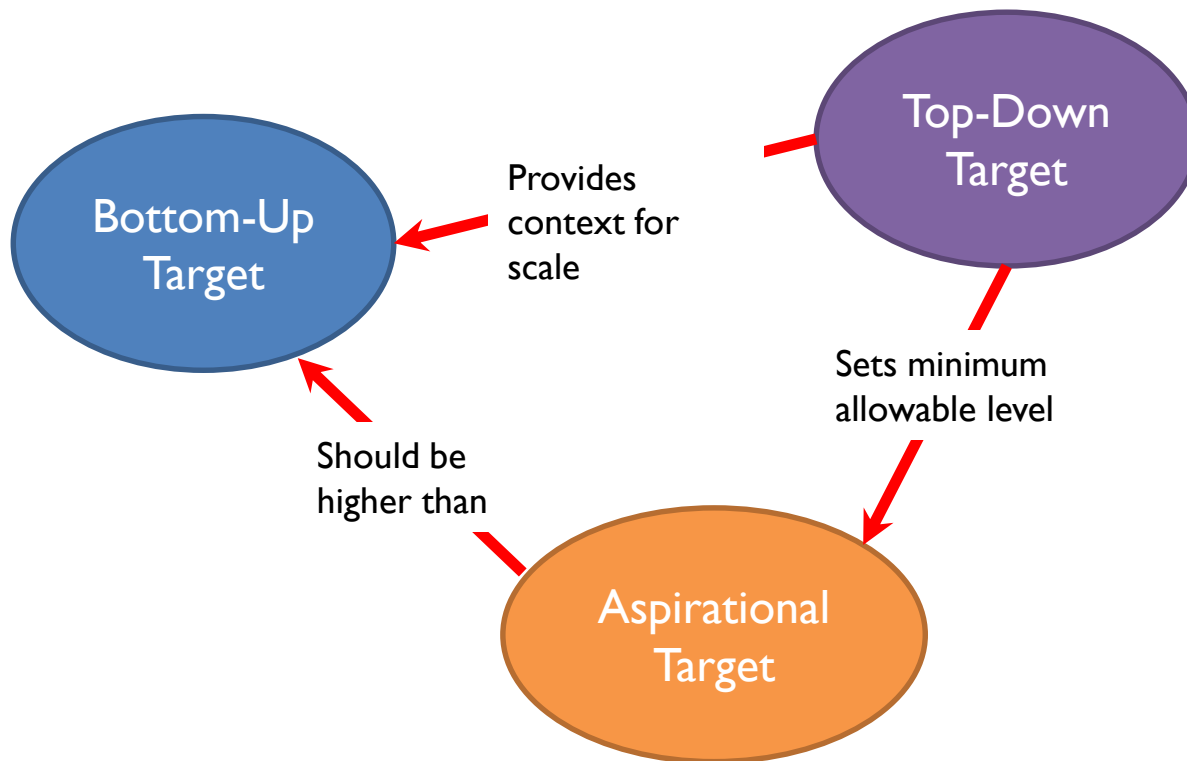 Top-Down
Target
Provides
context for
scale
Bottom-Up
Target
Sets minimum
allowable level
Should be
higher than
Aspirational
Target